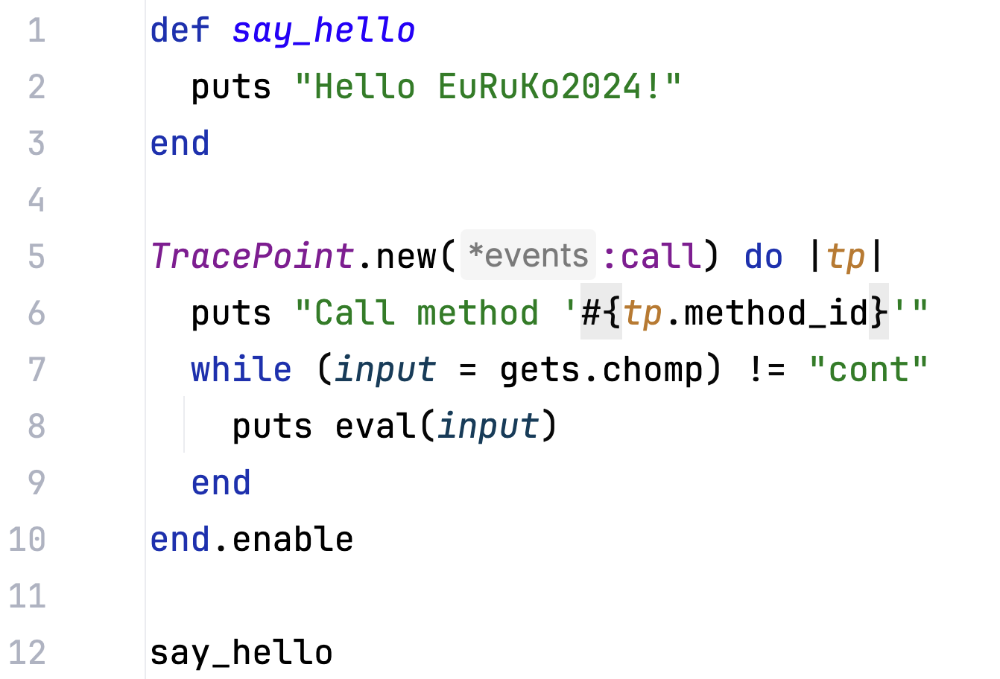 1 def say_hello
2   puts "Hello EuRuKo2024!"
3 end
4
5 TracePoint.new(*events :call) do |tp|
6   puts "Call method '#{tp.method_id}'"
7   while (input = gets.chomp) != "cont"
8     puts eval(input)
9   end
10 end.enable
11
12 say_hello